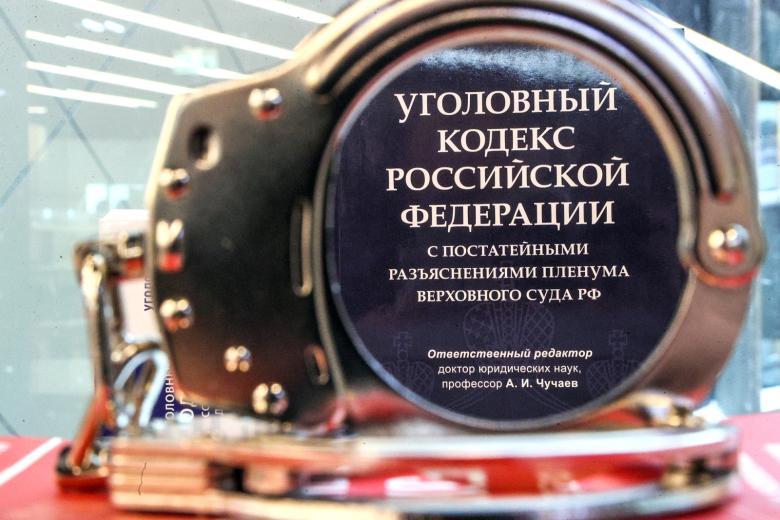 УГОЛОВНЫЙ
КОДЕКС
РОССИЙСКОЙ
ФЕДЕРАЦИИ
С ПОСТАТЕЙНЫМИ
РАЗЪЯСНЕНИЯМИ ПЛЕНУМА
ВЕРХОВНОГО СУДА РФ
Ответственный редактор
доктор юридических наук,
профессор А. И. Чучаев